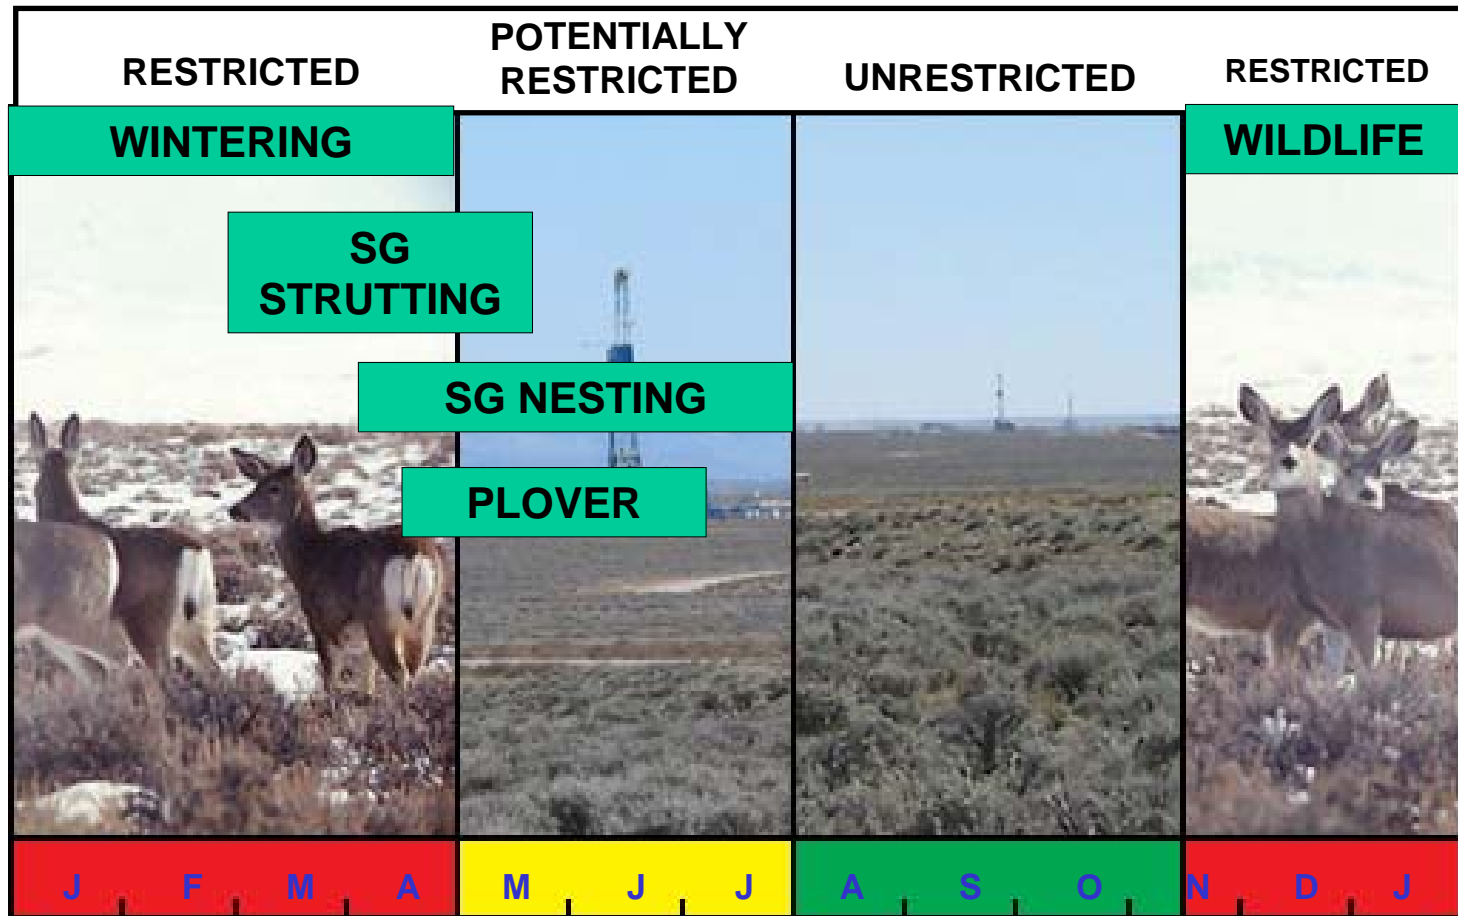 RESTRICTED
POTENTIALLY
RESTRICTED
UNRESTRICTED
RESTRICTED
WINTERING
WILDLIFE
SG
STRUTTING
SG NESTING
PLOVER
J F M A M J J A S O N D J